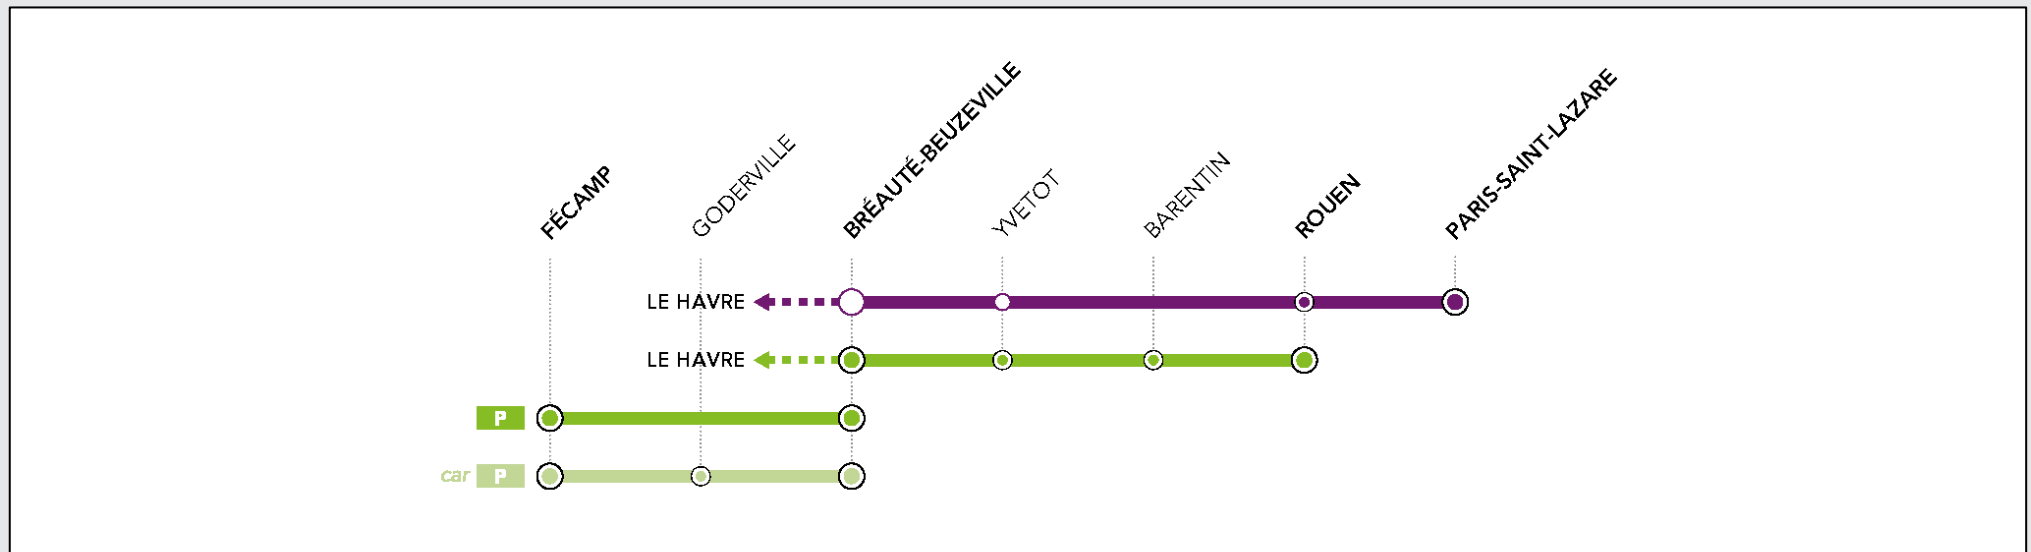 FÉCAMP
GODERVILLE
BRÉAUTÉ-BEUZEVILLE
YVETOT
BARENTIN
ROUEN
PARIS-SAINT-LAZARE
LE HAVRE
LE HAVRE
P
car P